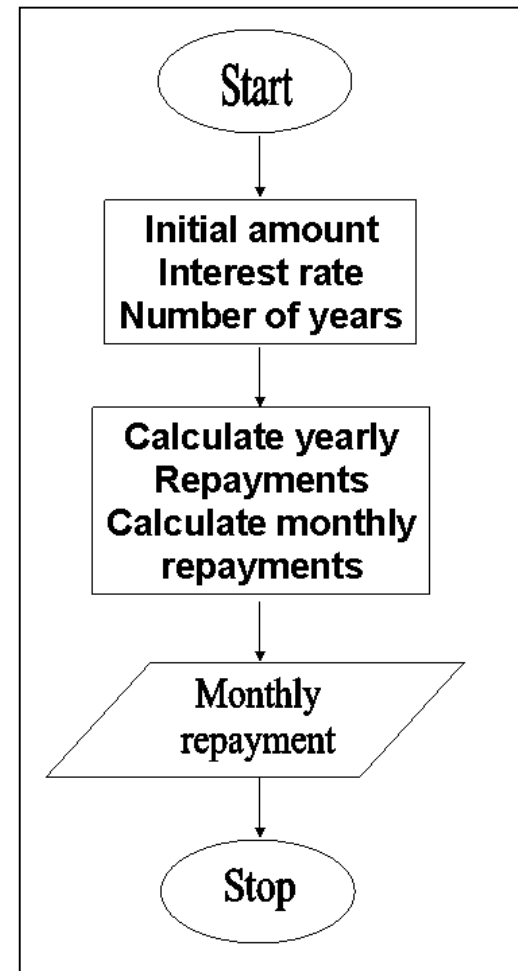 Start
Initial amount
Interest rate
Number of years
Calculate yearly
Repayments
Calculate monthly
repayments
Monthly
repayment
Stop